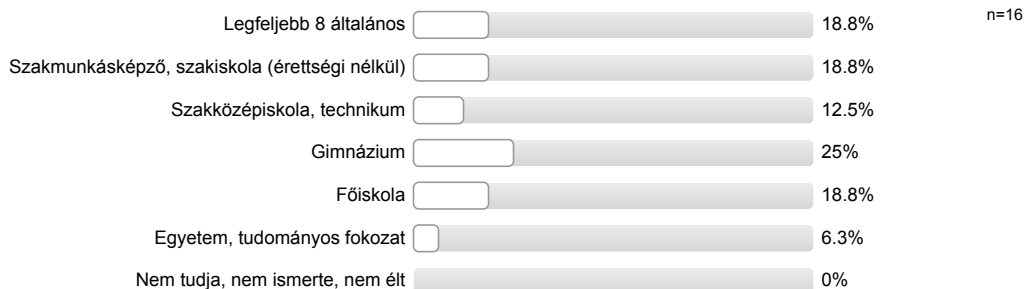 Legfeljebb 8 általános 18.8% n=16
Szakmunkásképző, szakiskola (érettségi nélkül) 18.8%
Szakközépiskola, technikum 12.5%
Gimnázium 25%
Főiskola 18.8%
Egyetem, tudományos fokozat 6.3%
Nem tudja, nem ismerte, nem élt 0%